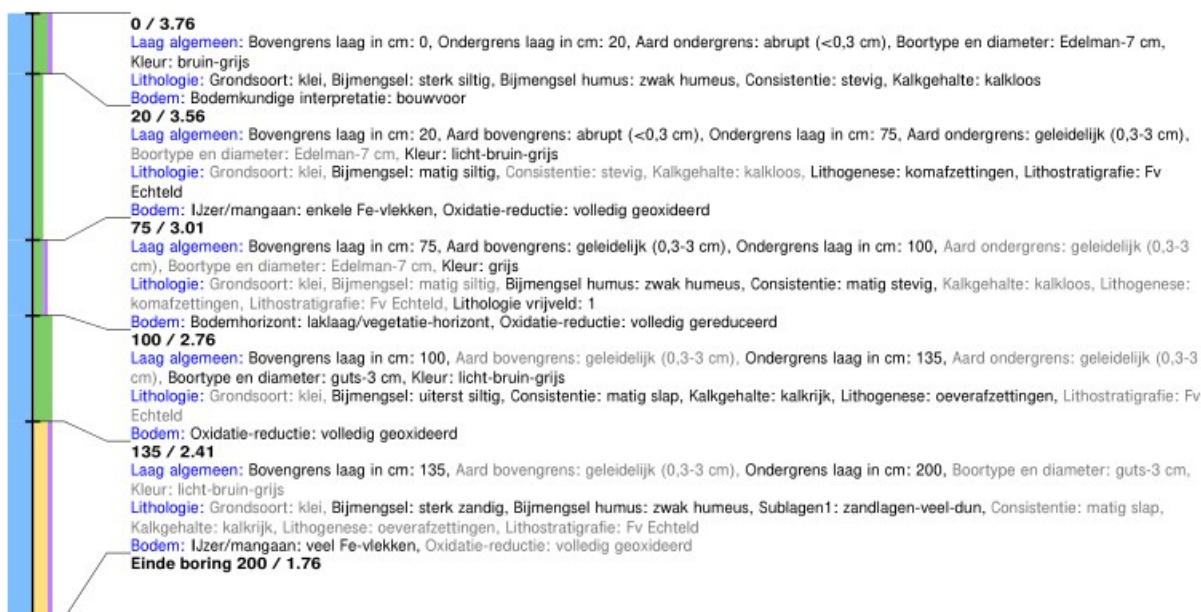 0 / 3.76
Laag algemeen: Bovengrens laag in cm: 0, Ondergrens laag in cm: 20, Aard ondergrens: abrupt (<0,3 cm), Boortype en diameter: Edelman-7 cm,
Kleur: bruin-grijs
Lithologie: Grondsoort: klei, Bijmengsel: sterk siltig, Bijmengsel humus: zwak humeus, Consistentie: stevig, Kalkgehalte: kalkloos
Bodem: Bodemkundige interpretatie: bouwvoor
20 / 3.56
Laag algemeen: Bovengrens laag in cm: 20, Aard bovengrens: abrupt (<0,3 cm), Ondergrens laag in cm: 75, Aard ondergrens: geleidelijk (0,3-3 cm),
Boortype en diameter: Edelman-7 cm, Kleur: licht-bruin-grijs
Lithologie: Grondsoort: klei, Bijmengsel: matig siltig, Consistentie: stevig, Kalkgehalte: kalkloos, Lithogenese: komafzettingen, Lithostratigrafie: Fv
Echteld
Bodem: IJzer/mangaan: enkele Fe-vlekken, Oxidatie-reductie: volledig geoxideerd
75 / 3.01
Laag algemeen: Bovengrens laag in cm: 75, Aard bovengrens: geleidelijk (0,3-3 cm), Ondergrens laag in cm: 100, Aard ondergrens: geleidelijk (0,3-3
cm), Boortype en diameter: Edelman-7 cm, Kleur: grijs
Lithologie: Grondsoort: klei, Bijmengsel: matig siltig, Bijmengsel humus: zwak humeus, Consistentie: matig stevig, Kalkgehalte: kalkloos, Lithogenese:
komafzettingen, Lithostratigrafie: Fv Echteld, Lithologie vrijveld: 1
Bodem: Bodemhorizont: laklaag/vegetatie-horizont, Oxidatie-reductie: volledig gereduceerd
100 / 2.76
Laag algemeen: Bovengrens laag in cm: 100, Aard bovengrens: geleidelijk (0,3-3 cm), Ondergrens laag in cm: 135, Aard ondergrens: geleidelijk (0,3-3
cm), Boortype en diameter: guts-3 cm, Kleur: licht-bruin-grijs
Lithologie: Grondsoort: klei, Bijmengsel: uiterst siltig, Consistentie: matig slap, Kalkgehalte: kalkrijk, Lithogenese: oeverafzettingen, Lithostratigrafie: Fv
Echteld
Bodem: Oxidatie-reductie: volledig geoxideerd
135 / 2.41
Laag algemeen: Bovengrens laag in cm: 135, Aard bovengrens: geleidelijk (0,3-3 cm), Ondergrens laag in cm: 200, Boortype en diameter: guts-3 cm,
Kleur: licht-bruin-grijs
Lithologie: Grondsoort: klei, Bijmengsel: sterk zandig, Bijmengsel humus: zwak humeus, Sublagen1: zandlagen-veel-dun, Consistentie: matig slap,
Kalkgehalte: kalkrijk, Lithogenese: oeverafzettingen, Lithostratigrafie: Fv Echteld
Bodem: IJzer/mangaan: veel Fe-vlekken, Oxidatie-reductie: volledig geoxideerd
Einde boring 200 / 1.76